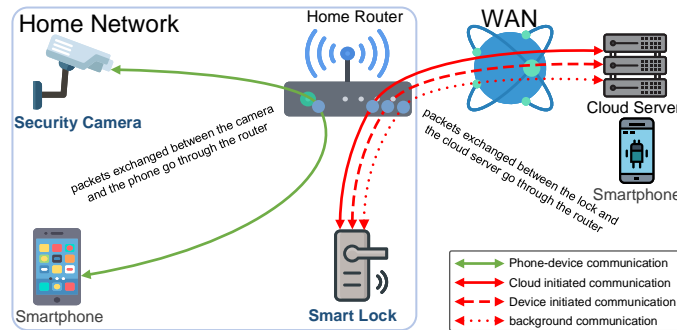 Home Network
Home Router
WAN
Security Camera
Cloud Server
packets exchanged between the camera
and the phone go through the router
packets exchanged between the lock and
the cloud server go through the router
Smartphone
Smartphone
Smart Lock
Phone-device communication
Cloud initiated communication
Device initiated communication
background communication